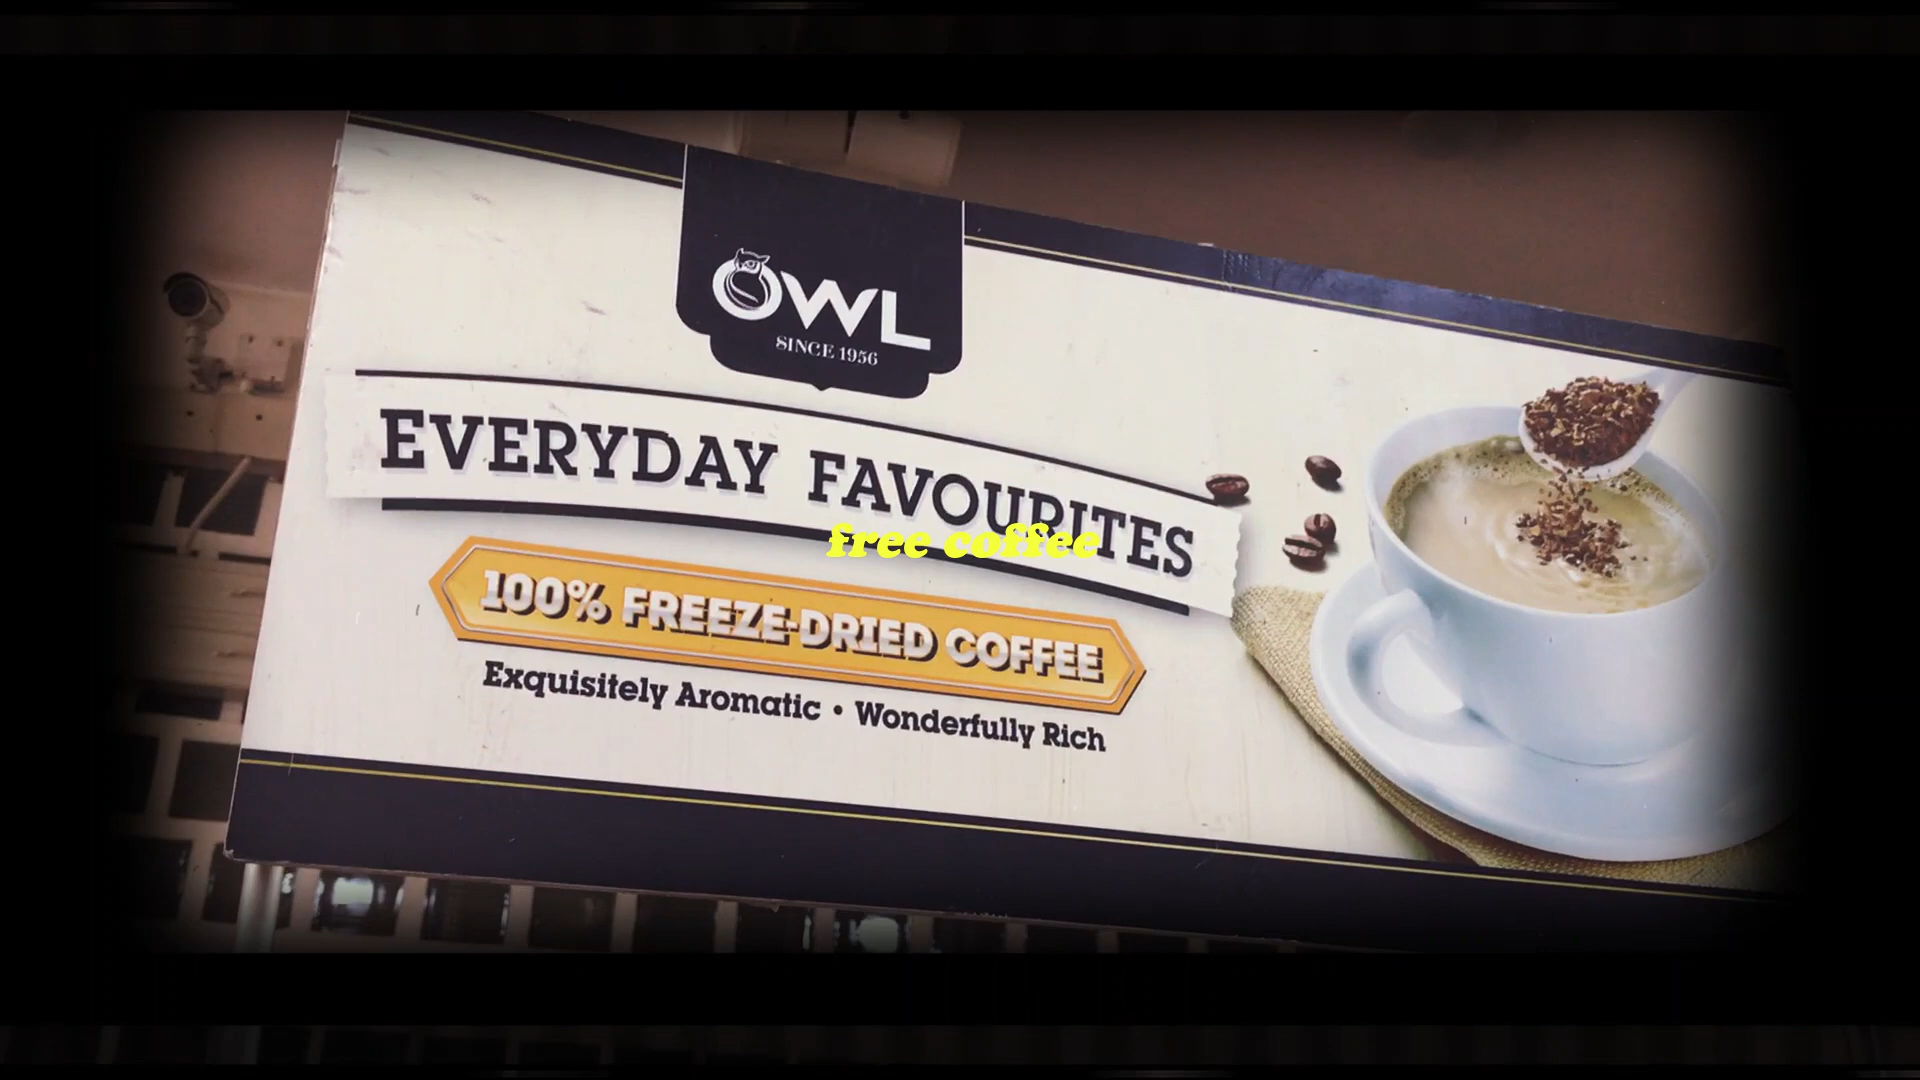 OWL
SINCE 1956
EVERYDAY FAVOURITES
free coffee
100% FREEZE-DRIED COFFEE
Exquisitely Aromatic • Wonderfully Rich